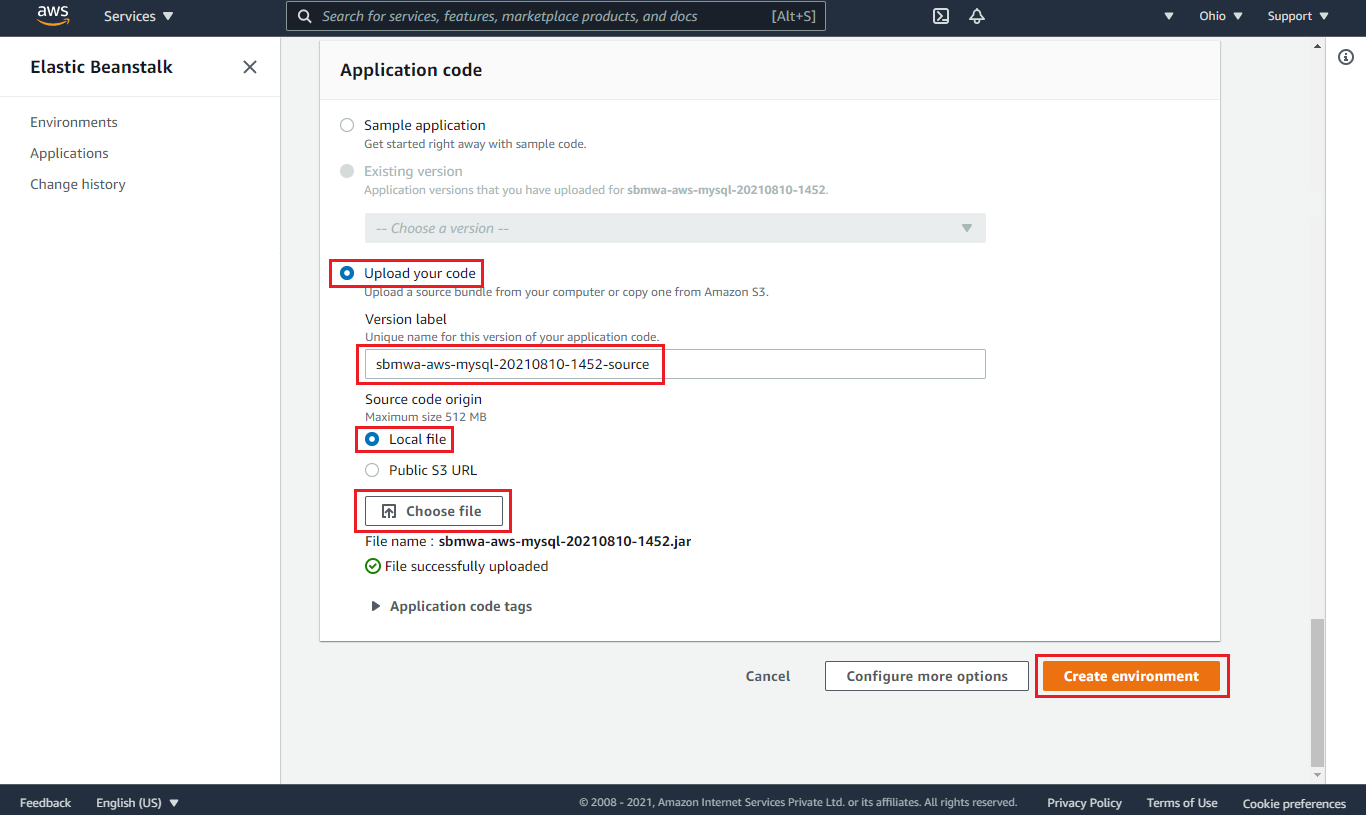 aws
Services
Search for services, features, marketplace products, and docs [Alt+S]
Ohio
Support
Elastic Beanstalk
Environments
Applications
Change history
Application code
Sample application
Get started right away with sample code.
Existing version
Application versions that you have uploaded for sbmwa-aws-mysql-20210810-1452.
-- Choose a version --
Upload your code
Upload a source bundle from your computer or copy one from Amazon S3.
Version label
Unique name for this version of your application code.
sbmwa-aws-mysql-20210810-1452-source
Source code origin
Maximum size 512 MB
Local file
Public S3 URL
Choose file
File name : sbmwa-aws-mysql-20210810-1452.jar
File successfully uploaded
Application code tags
Cancel
Configure more options
Create environment
Feedback
English (US)
© 2008 - 2021, Amazon Internet Services Private Ltd. or its affiliates. All rights reserved.
Privacy Policy
Terms of Use
Cookie preferences